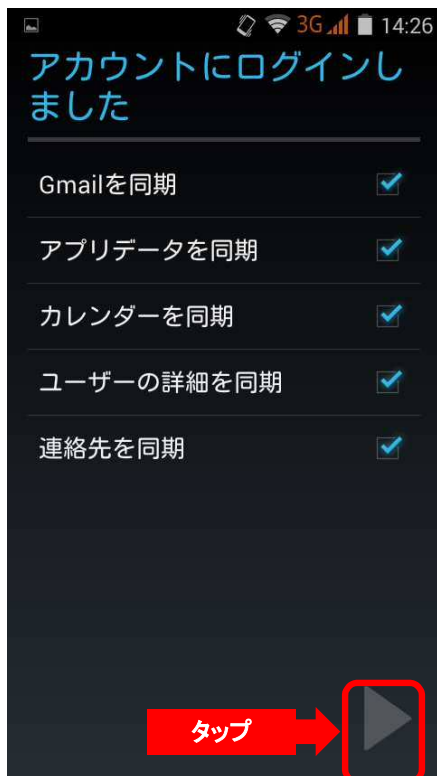 3G 14:26
アカウントにログインし
ました
Gmailを同期
アプリデータを同期
カレンダーを同期
ユーザーの詳細を同期
連絡先を同期
タップ